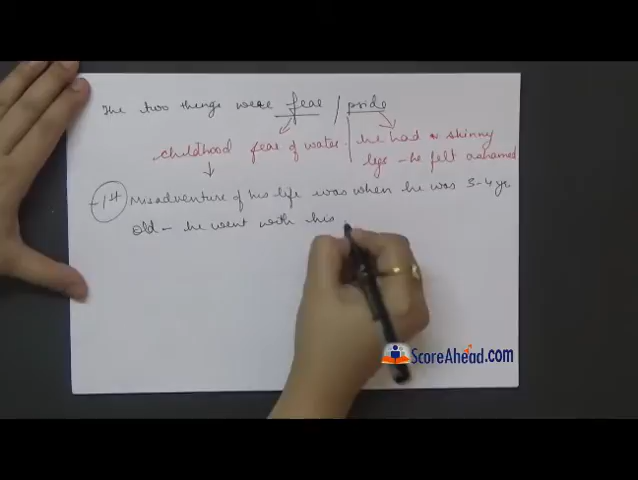 The two things were fear / pride
childhood fear of water. he had a skinny
legs - he felt ashamed
- 1st Misadventure of his life was when he was 3-4 yr
old - he went with his
ScoreAhead.com